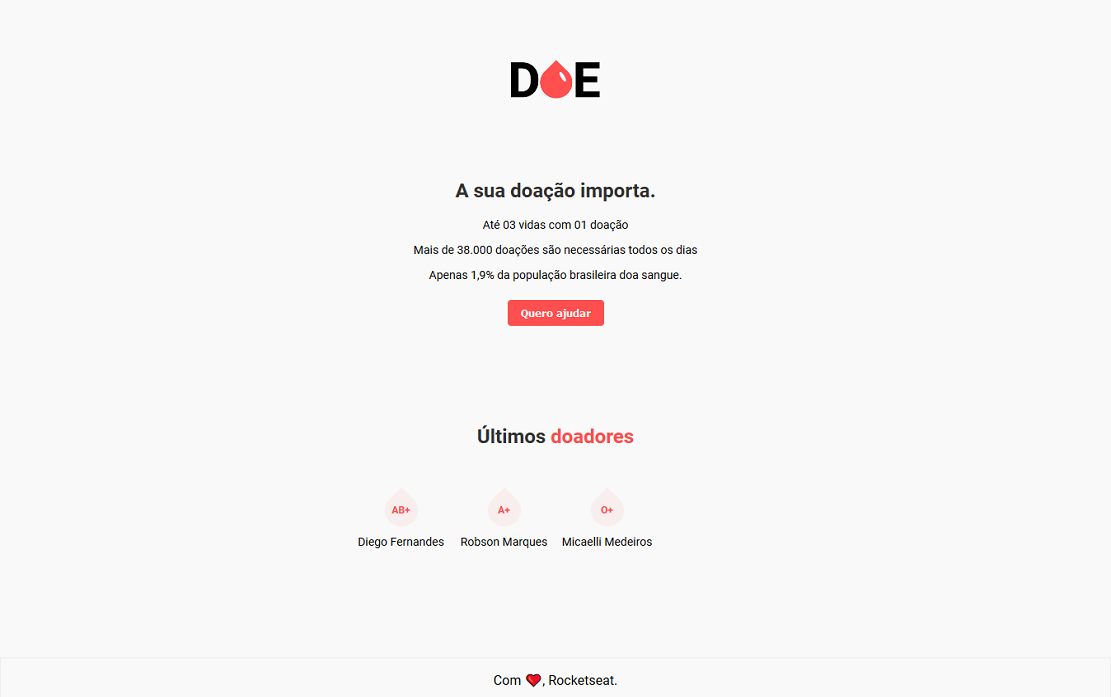 DOE
A sua doação importa.
Até 03 vidas com 01 doação
Mais de 38.000 doações são necessárias todos os dias
Apenas 1,9% da população brasileira doa sangue.
Quero ajudar
Últimos doadores
AB+ A+ O+
Diego Fernandes Robson Marques Micaelli Medeiros
Com ❤️, Rocketseat.